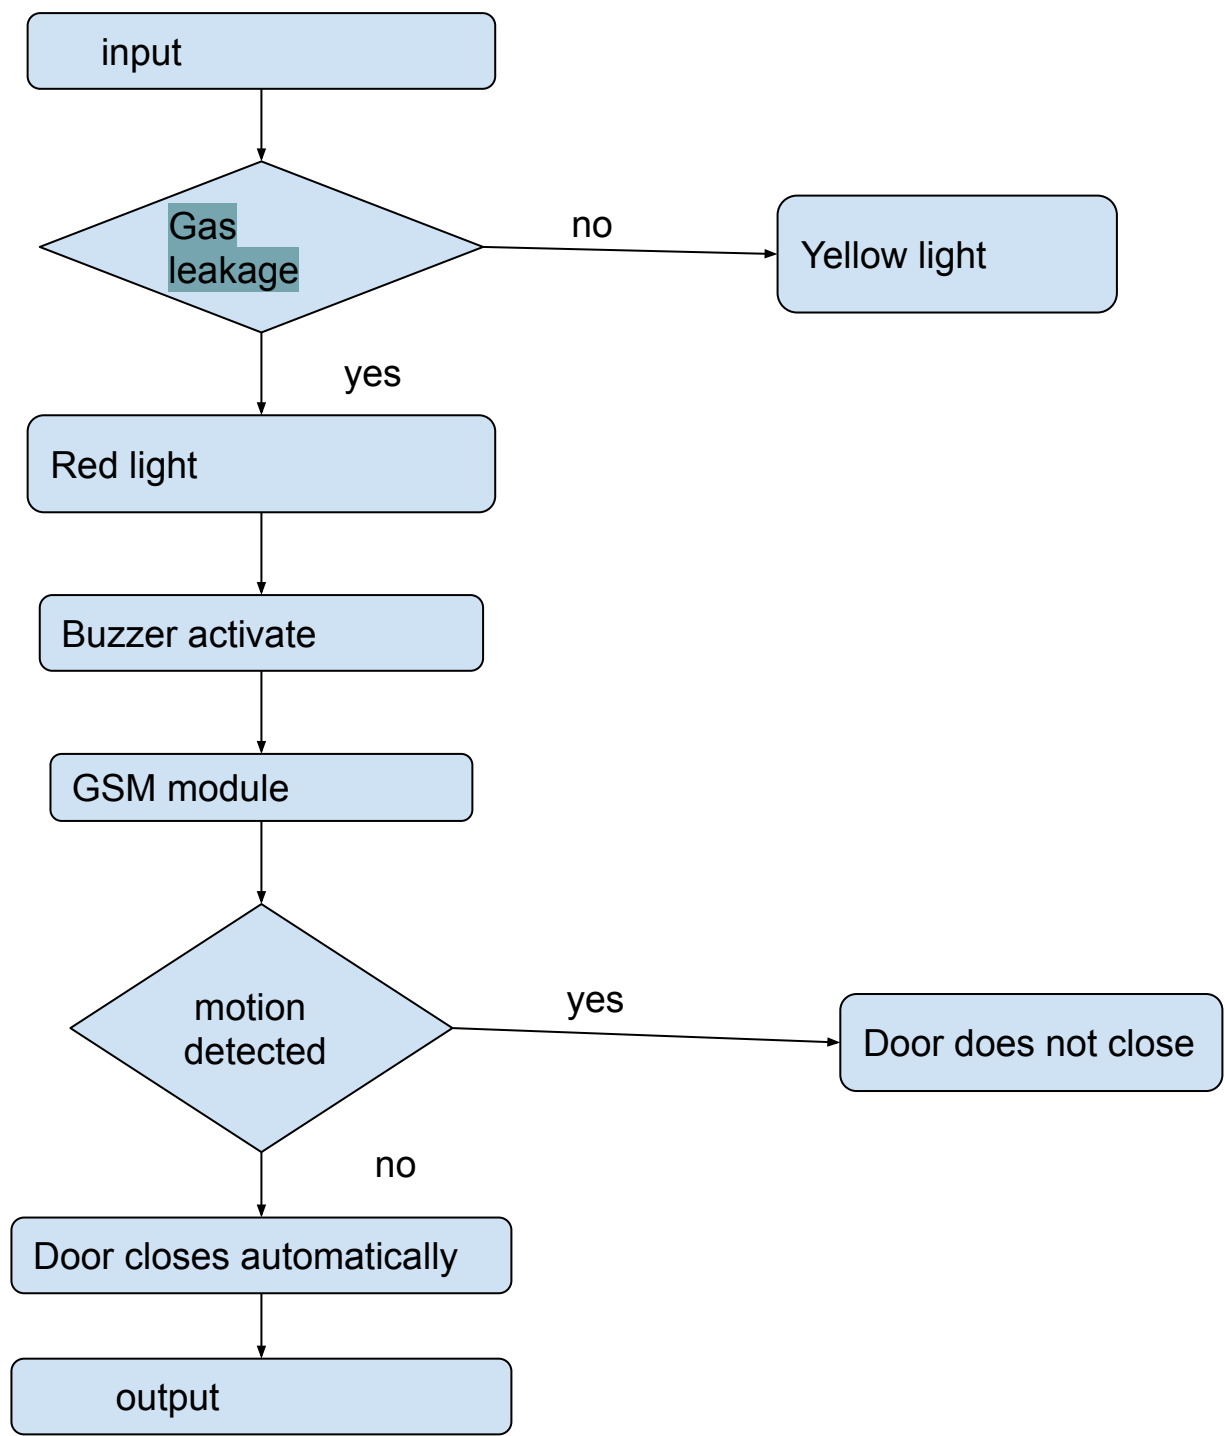 input
Gas
leakage
no
Yellow light
yes
Red light
Buzzer activate
GSM module
motion
detected
yes
Door does not close
no
Door closes automatically
output